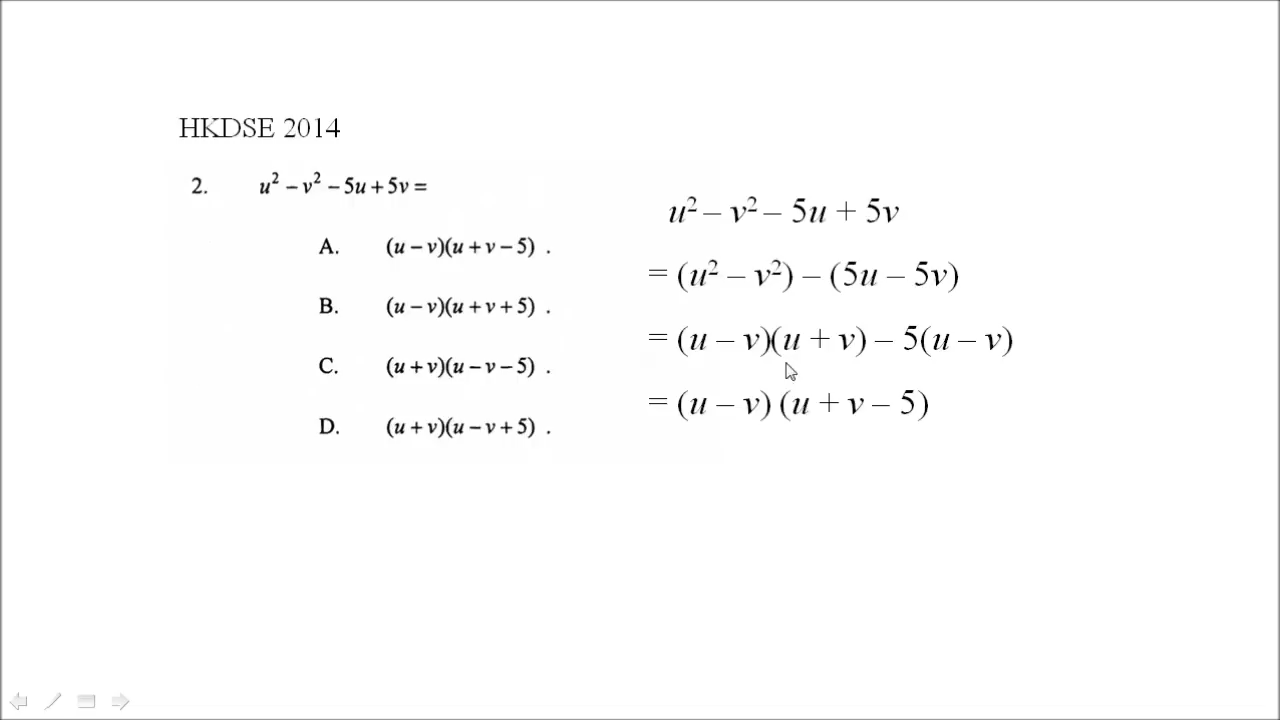 HKDSE 2014
2. u² – v² – 5u + 5v =
A. (u – v)(u + v – 5) .
B. (u – v)(u + v + 5) .
C. (u + v)(u – v – 5) .
D. (u + v)(u – v + 5) .
u² – v² – 5u + 5v
= (u² – v²) – (5u – 5v)
= (u – v)(u + v) – 5(u – v)
= (u – v) (u + v – 5)